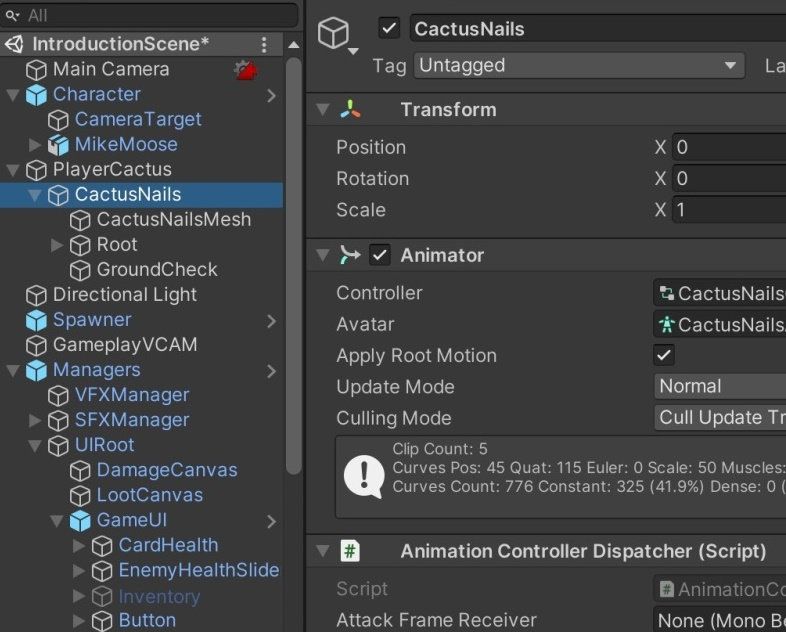 All
IntroductionScene*
Main Camera
Character
CameraTarget
MikeMoose
PlayerCactus
CactusNails
CactusNailsMesh
Root
GroundCheck
Directional Light
Spawner
GameplayVCAM
Managers
VFXManager
SFXManager
UIRoot
DamageCanvas
LootCanvas
GameUI
CardHealth
EnemyHealthSlide
Inventory
Button
CactusNails
Tag Untagged La
Transform
Position X 0
Rotation X 0
Scale X 1
Animator
Controller CactusNails
Avatar CactusNails.
Apply Root Motion
Update Mode Normal
Culling Mode Cull Update Tr
Clip Count: 5
Curves Pos: 45 Quat: 115 Euler: 0 Scale: 50 Muscles:
Curves Count: 776 Constant: 325 (41.9%) Dense: 0 (
# Animation Controller Dispatcher (Script)
Script # AnimationCo
Attack Frame Receiver None (Mono Be